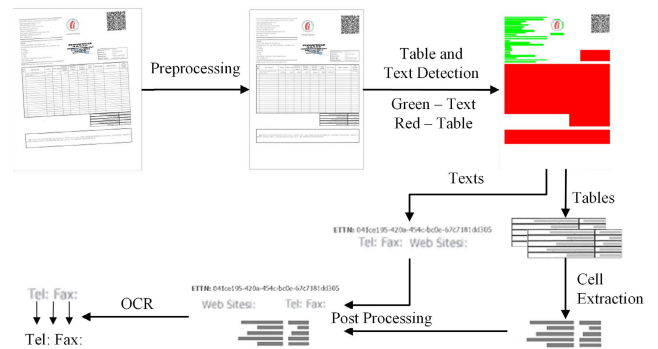 Preprocessing
Table and
Text Detection
Green – Text
Red – Table
Texts
Tables
ETTN: 041ce195-420a-454c-bc0e-67c7181dd305
Tel: Fax: Web Sitesi:
Cell
Extraction
ETTN: 041ce195-420a-454c-bc0e-67c7181dd305
Web Sitesi: Tel: Fax:
Post Processing
OCR
Tel: Fax:
Tel: Fax: